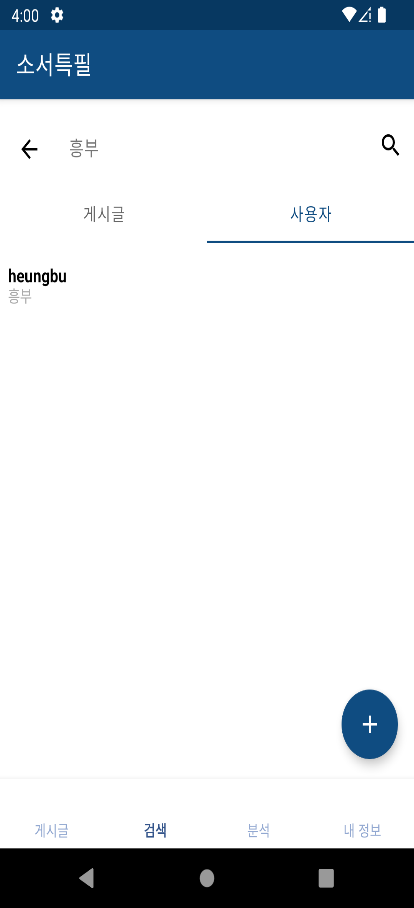 4:00
소서특필
흥부
게시글 사용자
heungbu
흥부
게시글 검색 분석 내 정보